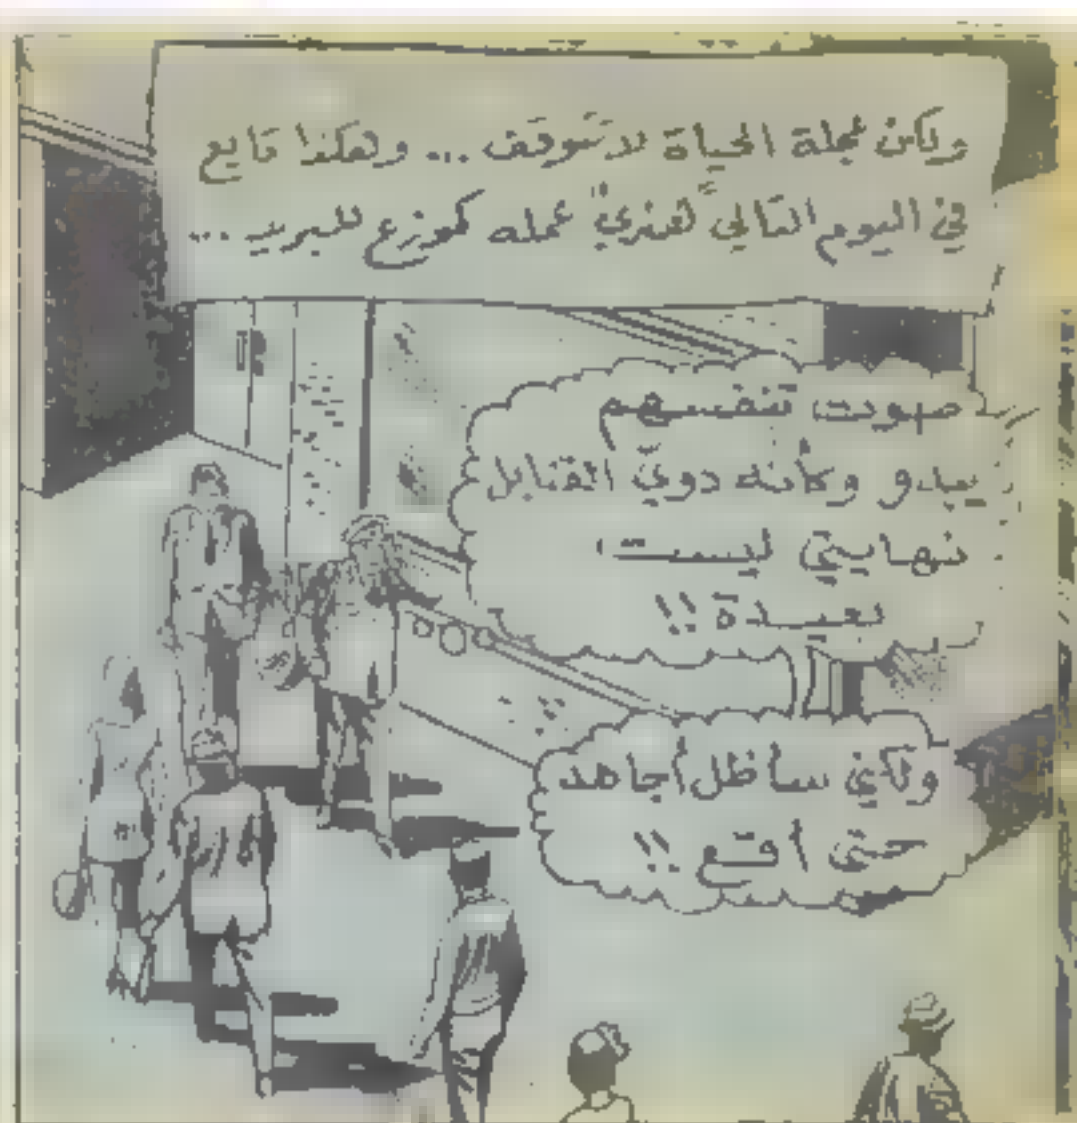 ولكن عجلة الحياة لا تتوقف ... وهكذا تابع
في اليوم التالي "هنري" عمله كموزع للبريد ...
صوت تنفسهم
يبدو وكأنه دويّ القنابل
نهايتي ليست
بعيدة !!
ولكني سأظل أجاهد
حتى أقع !!